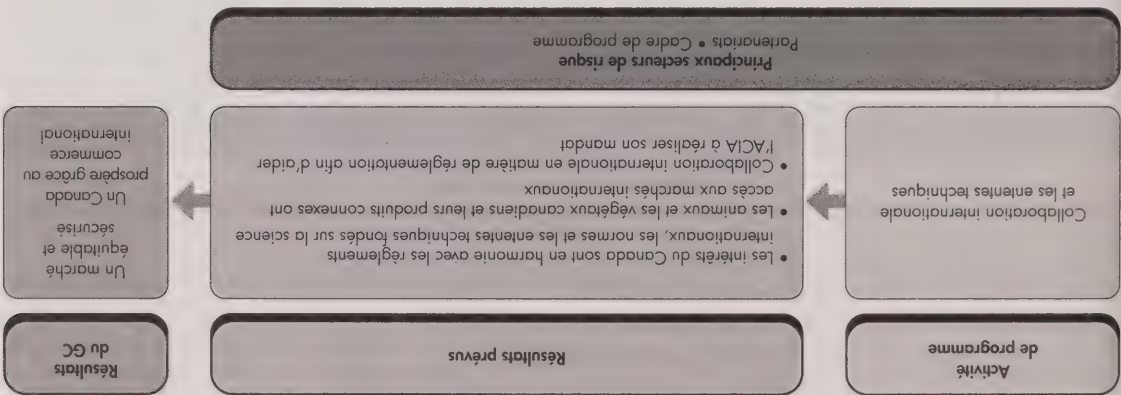 Activité
de programme
Résultats prévus
Résultats
du GC
Collaboration internationale
et les ententes techniques
• Les intérêts du Canada sont en harmonie avec les règlements
internationaux, les normes et les ententes techniques fondés sur la science
• Les animaux et les végétaux canadiens et leurs produits connexes ont
accès aux marchés internationaux
• Collaboration internationale en matière de réglementation afin d'aider
l'ACIA à réaliser son mandat
Un marché
équitable et
sécurisé
Un Canada
prospère grâce au
commerce
international
Principaux secteurs de risque
Partenariats • Cadre de programme